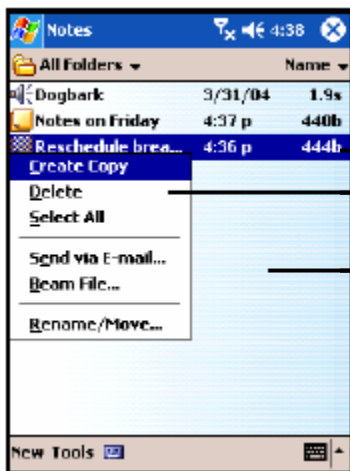 Notes 4:38
All Folders Name
Dogbark 3/31/04 1.9s
Notes on Friday 4:37 p 440b
Reschedule brea... 4:36 p 444b
Create Copy
Delete
Select All
Send via E-mail...
Beam File...
Rename/Move...
New Tools